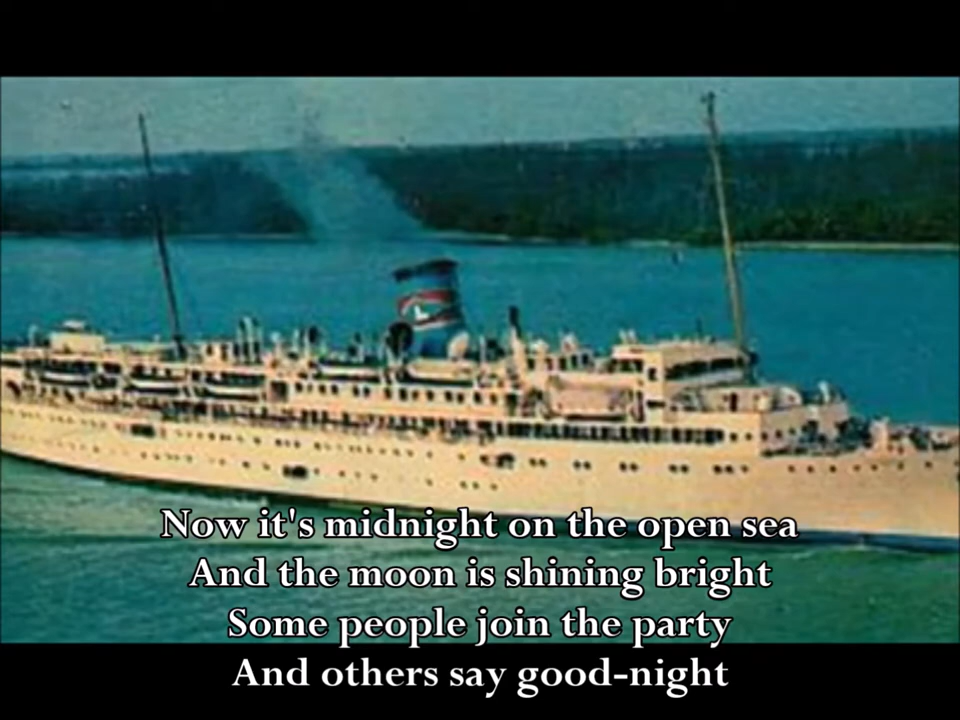 Now it's midnight on the open sea
And the moon is shining bright
Some people join the party
And others say good-night